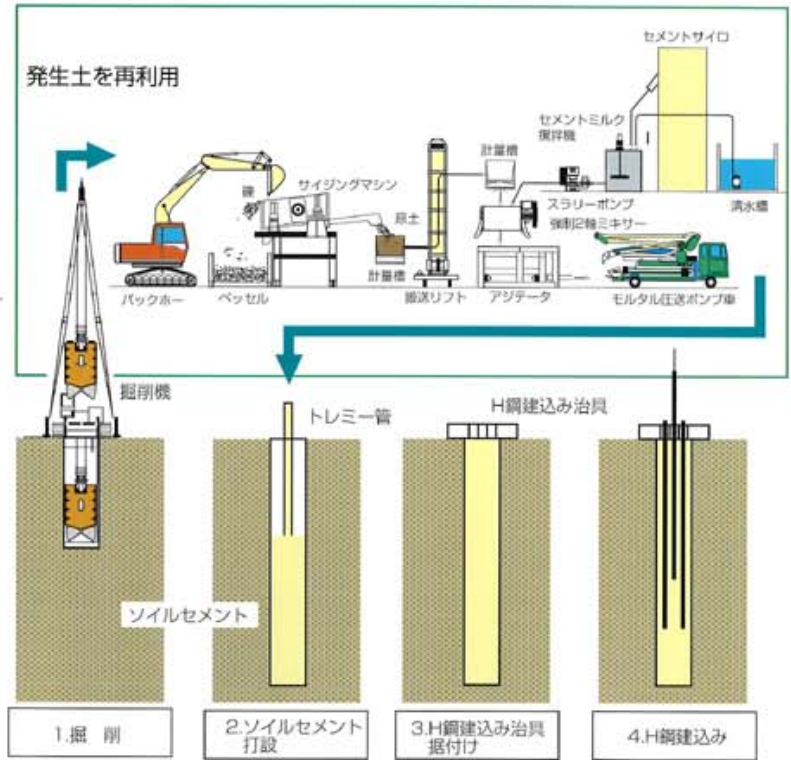 発生土を再利用
セメントサイロ
セメントミルク
撹拌機
計量槽
サイジングマシン
礫
原土
スラリーポンプ
清水槽
強制2軸ミキサー
計量槽
バックホー
ベッセル
搬送リフト
アジテータ
モルタル圧送ポンプ車
掘削機
トレミー管
H鋼建込み治具
ソイルセメント
1.掘 削
2.ソイルセメント
打設
3.H鋼建込み治具
据付け
4.H鋼建込み